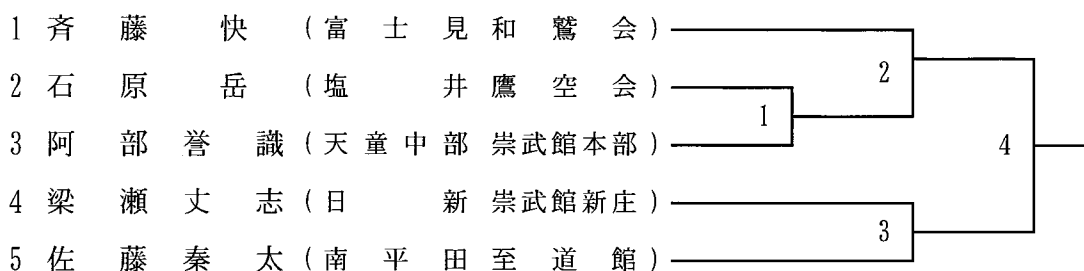 1 斉藤 快 (富士見和鷲会)
2 石原 岳 (塩井鷹空会)
3 阿部誉識 (天童中部 崇武館本部)
4 梁瀬丈志 (日新 崇武館新庄)
5 佐藤秦太 (南平田至道館)
2
1
4
3